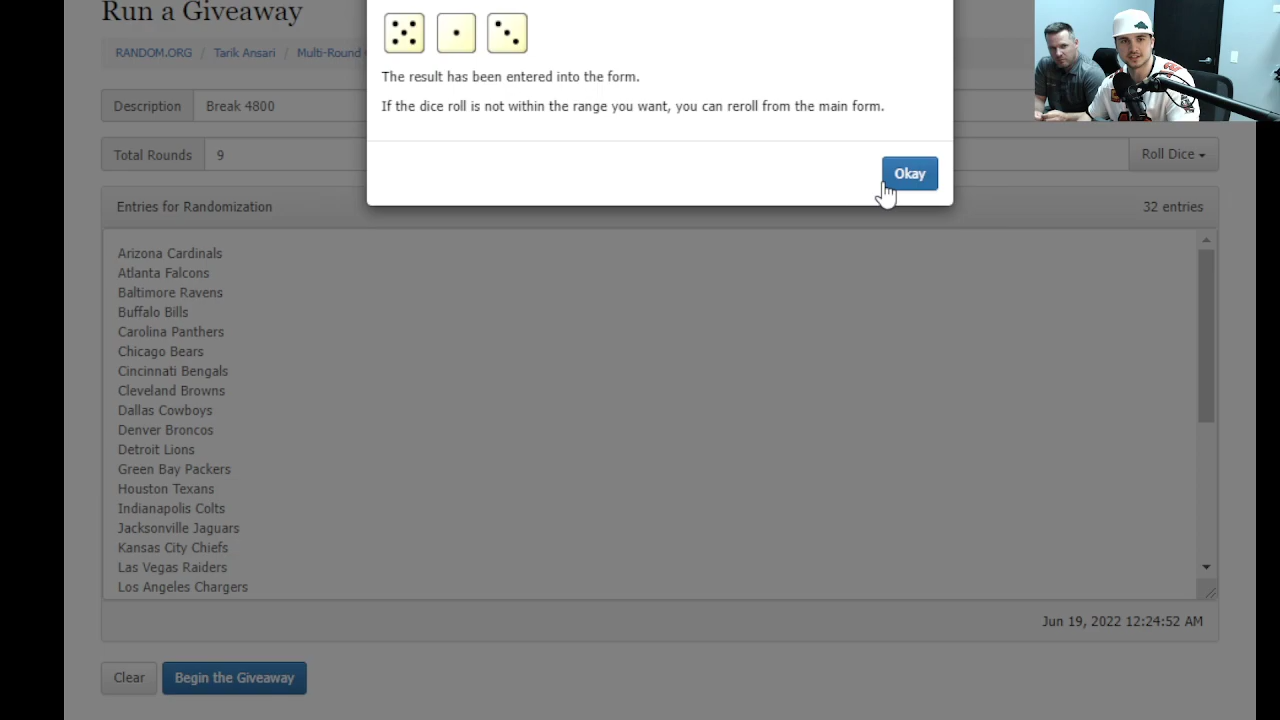 Run a Giveaway
RANDOM.ORG / Tarik Ansari / Multi-Round
Description Break 4800
Total Rounds 9 Roll Dice
The result has been entered into the form.
If the dice roll is not within the range you want, you can reroll from the main form.
Okay
Entries for Randomization 32 entries
Arizona Cardinals
Atlanta Falcons
Baltimore Ravens
Buffalo Bills
Carolina Panthers
Chicago Bears
Cincinnati Bengals
Cleveland Browns
Dallas Cowboys
Denver Broncos
Detroit Lions
Green Bay Packers
Houston Texans
Indianapolis Colts
Jacksonville Jaguars
Kansas City Chiefs
Las Vegas Raiders
Los Angeles Chargers
Jun 19, 2022 12:24:52 AM
Clear Begin the Giveaway